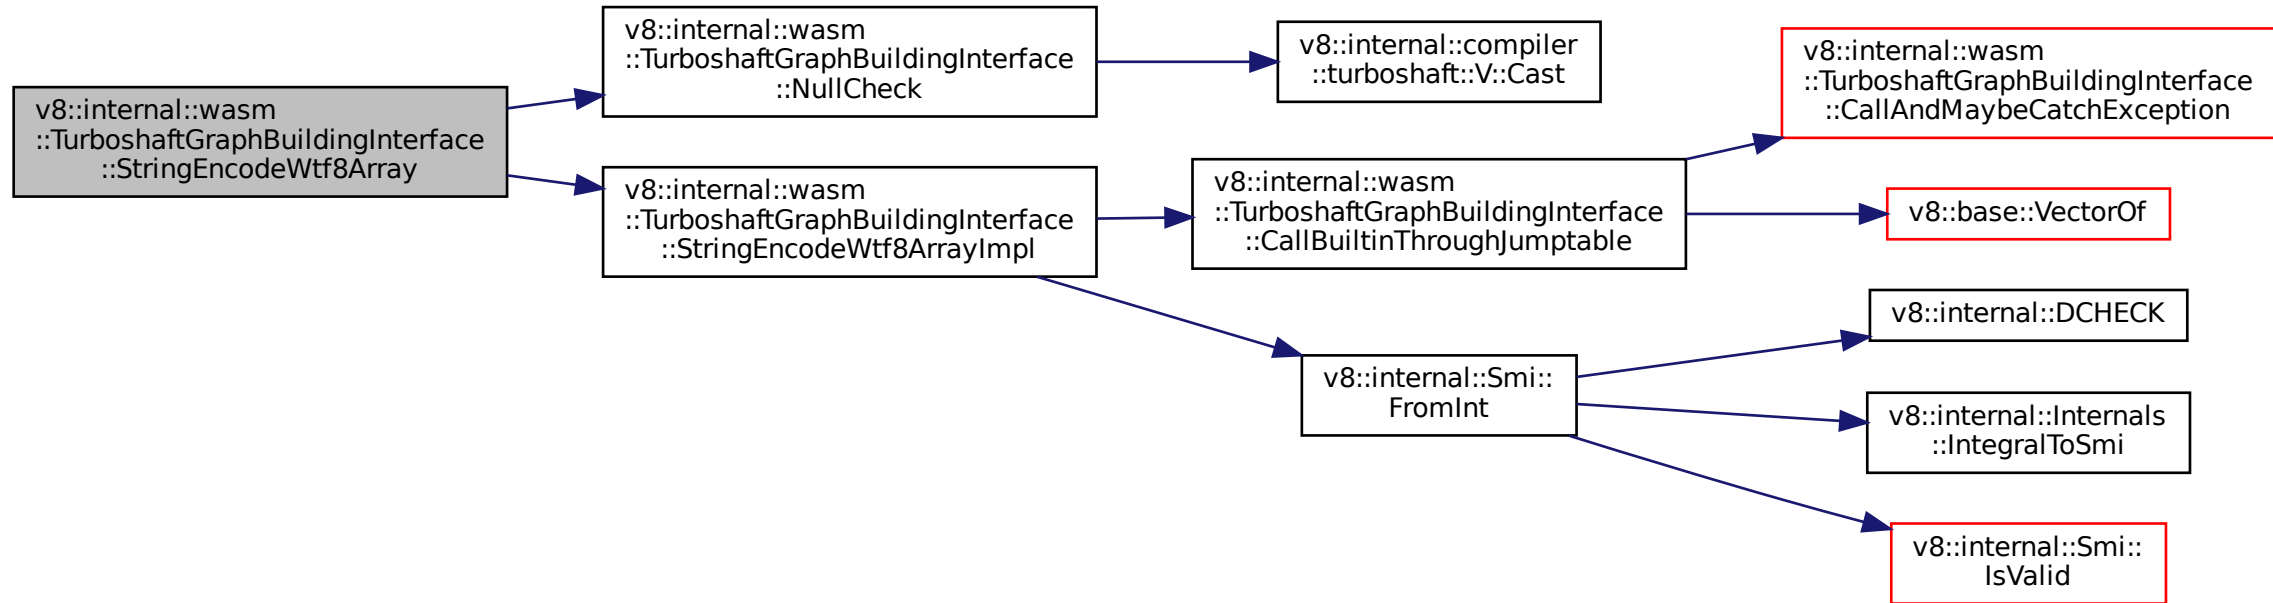 v8::internal::wasm
::TurboshaftGraphBuildingInterface
::StringEncodeWtf8Array
v8::internal::wasm
::TurboshaftGraphBuildingInterface
::NullCheck
v8::internal::compiler
::turboshaft::V::Cast
v8::internal::wasm
::TurboshaftGraphBuildingInterface
::StringEncodeWtf8ArrayImpl
v8::internal::wasm
::TurboshaftGraphBuildingInterface
::CallBuiltinThroughJumptable
v8::internal::wasm
::TurboshaftGraphBuildingInterface
::CallAndMaybeCatchException
v8::base::VectorOf
v8::internal::Smi::
FromInt
v8::internal::DCHECK
v8::internal::Internals
::IntegralToSmi
v8::internal::Smi::
IsValid